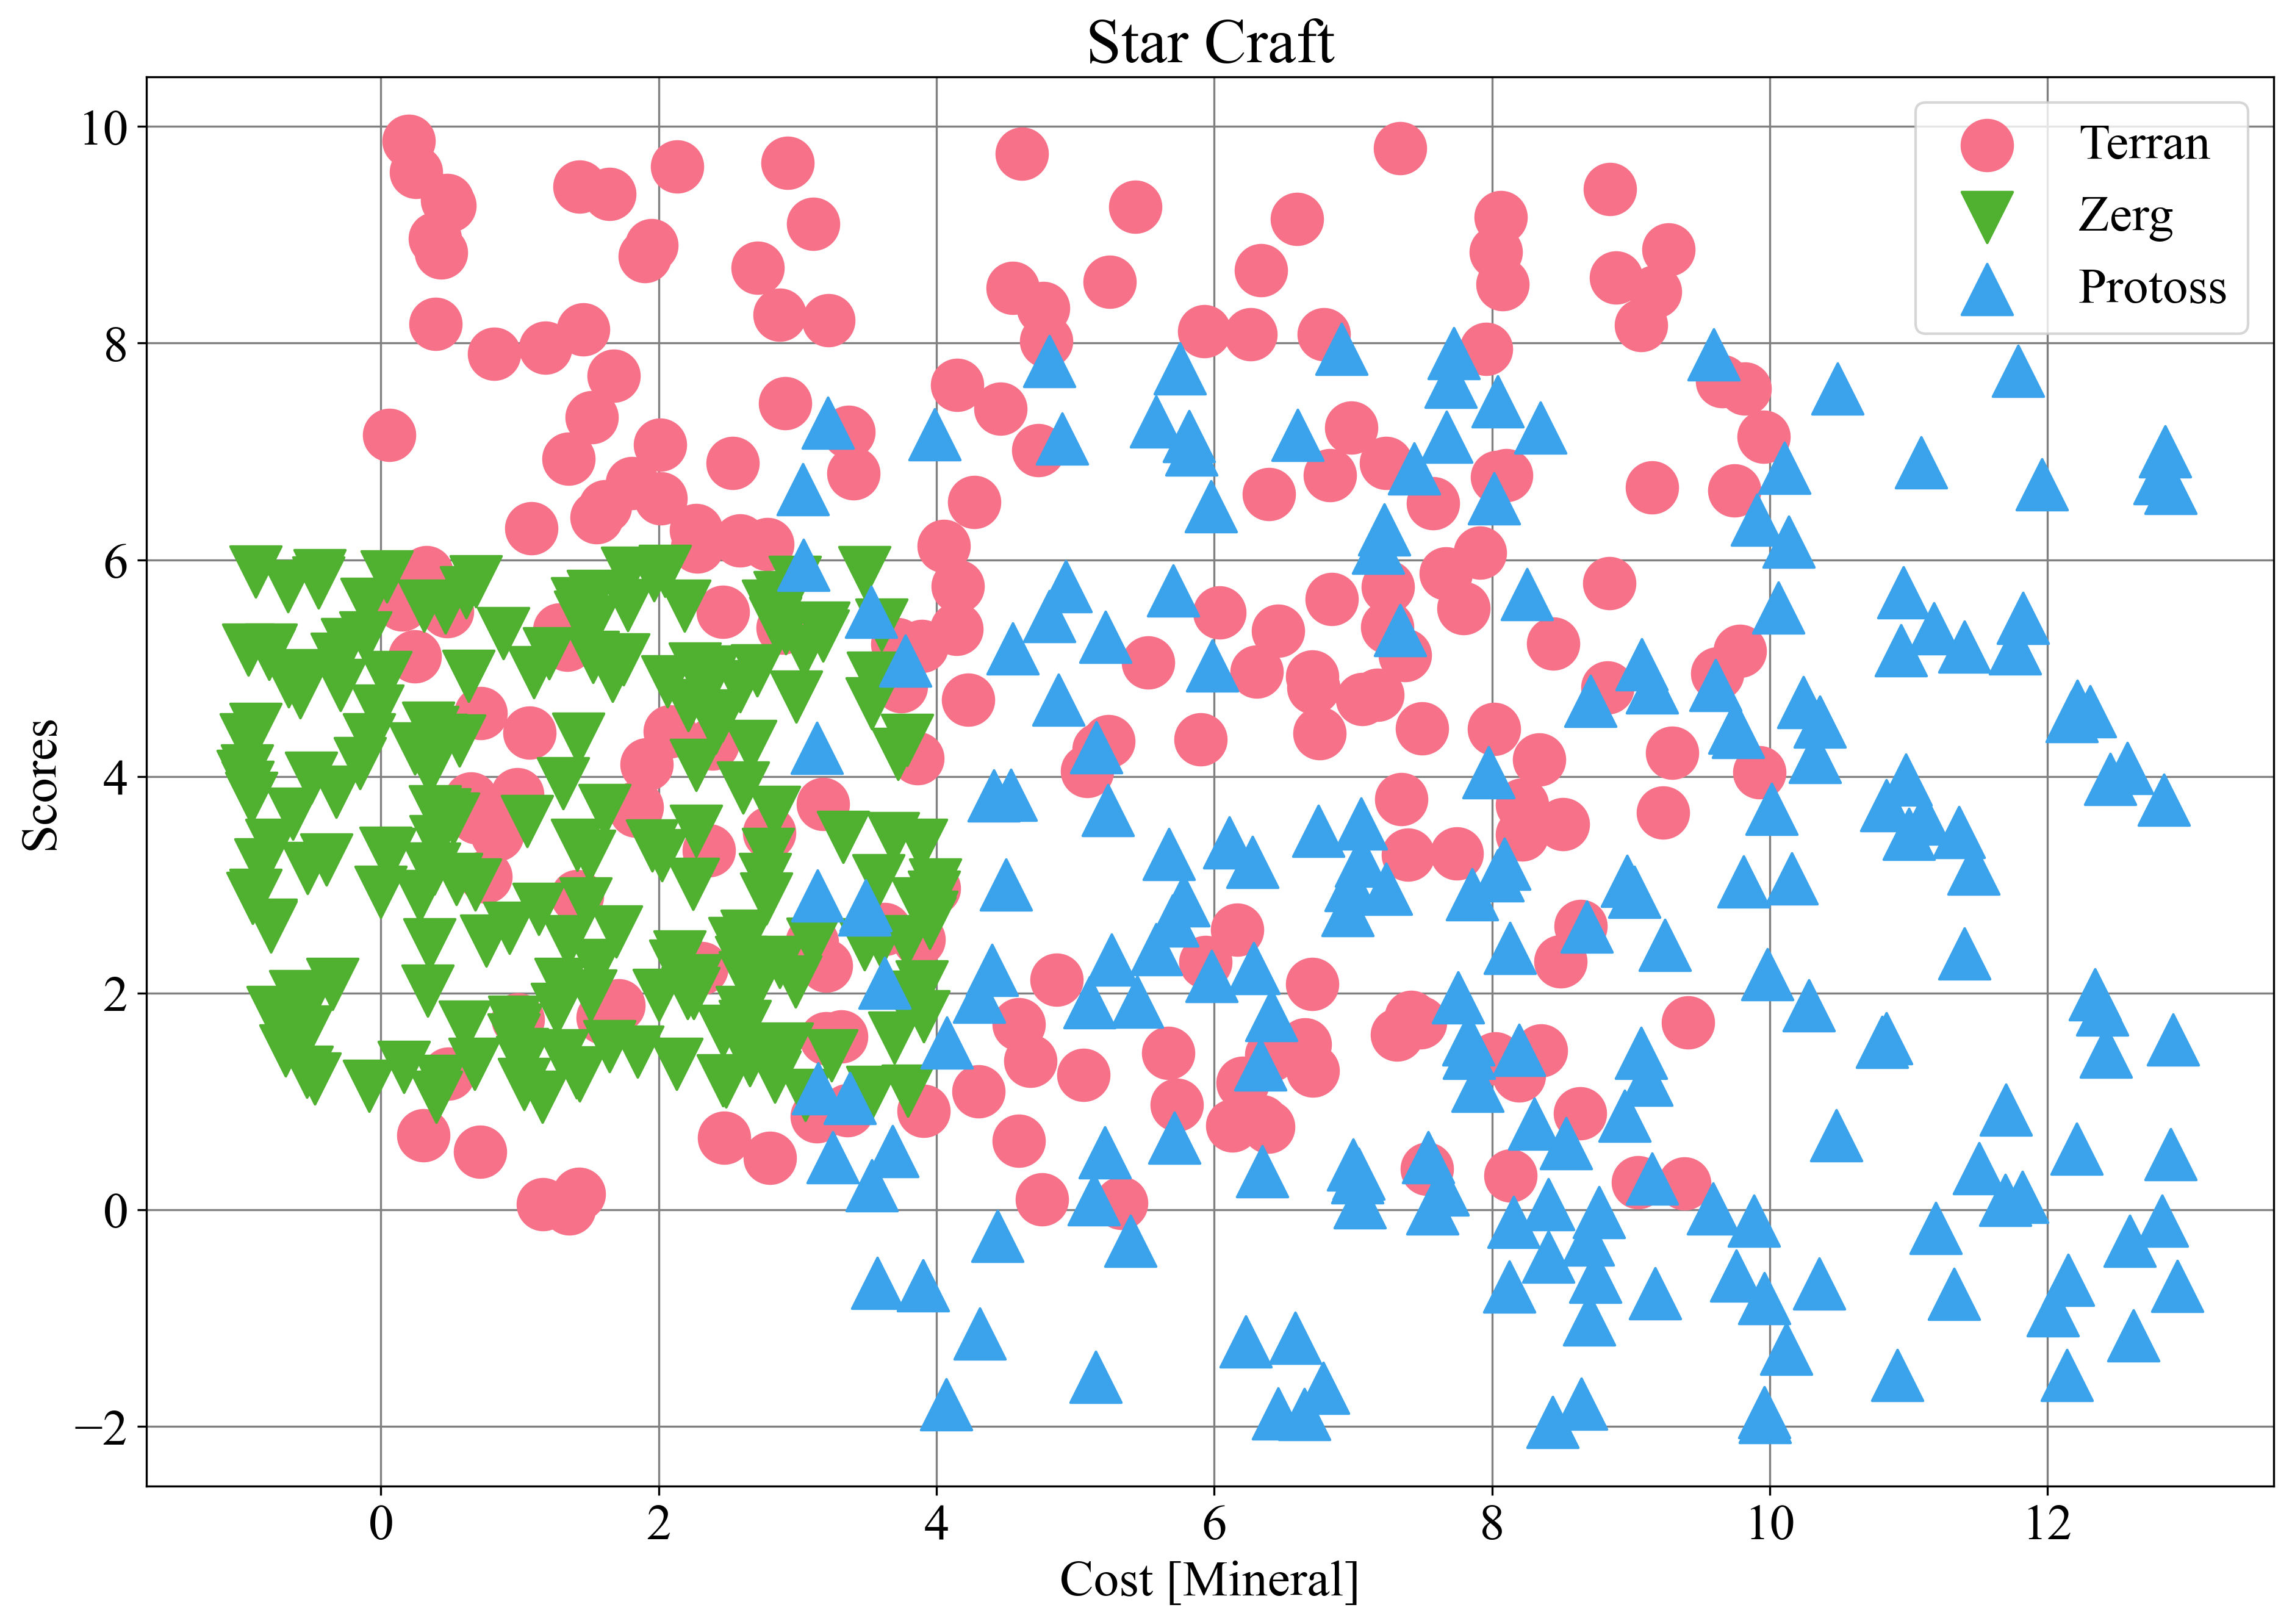 Star Craft
Terran
Zerg
Protoss
Scores
10
8
6
4
2
0
−2
0 2 4 6 8 10 12
Cost [Mineral]